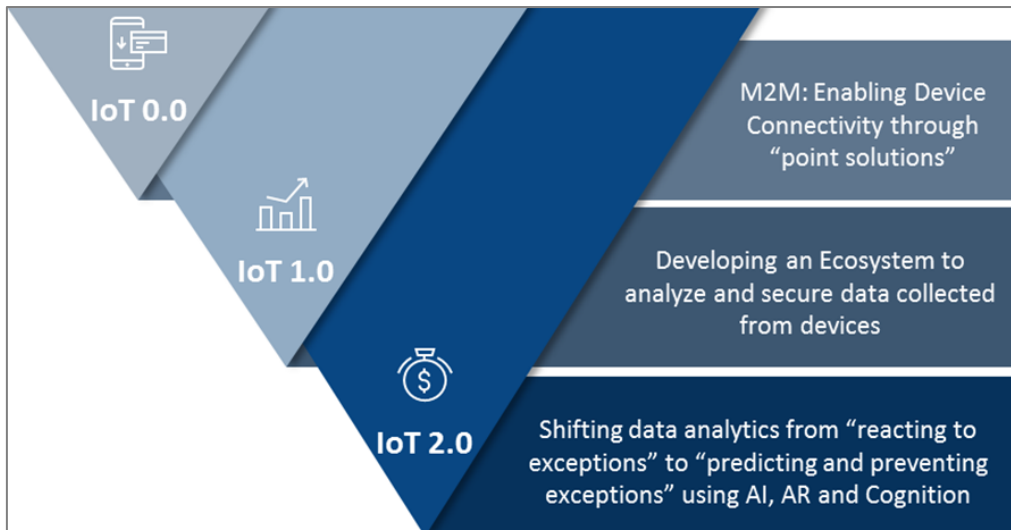 IoT 0.0
M2M: Enabling Device
Connectivity through
“point solutions”
IoT 1.0
Developing an Ecosystem to
analyze and secure data collected
from devices
$
IoT 2.0
Shifting data analytics from “reacting to
exceptions” to “predicting and preventing
exceptions” using AI, AR and Cognition